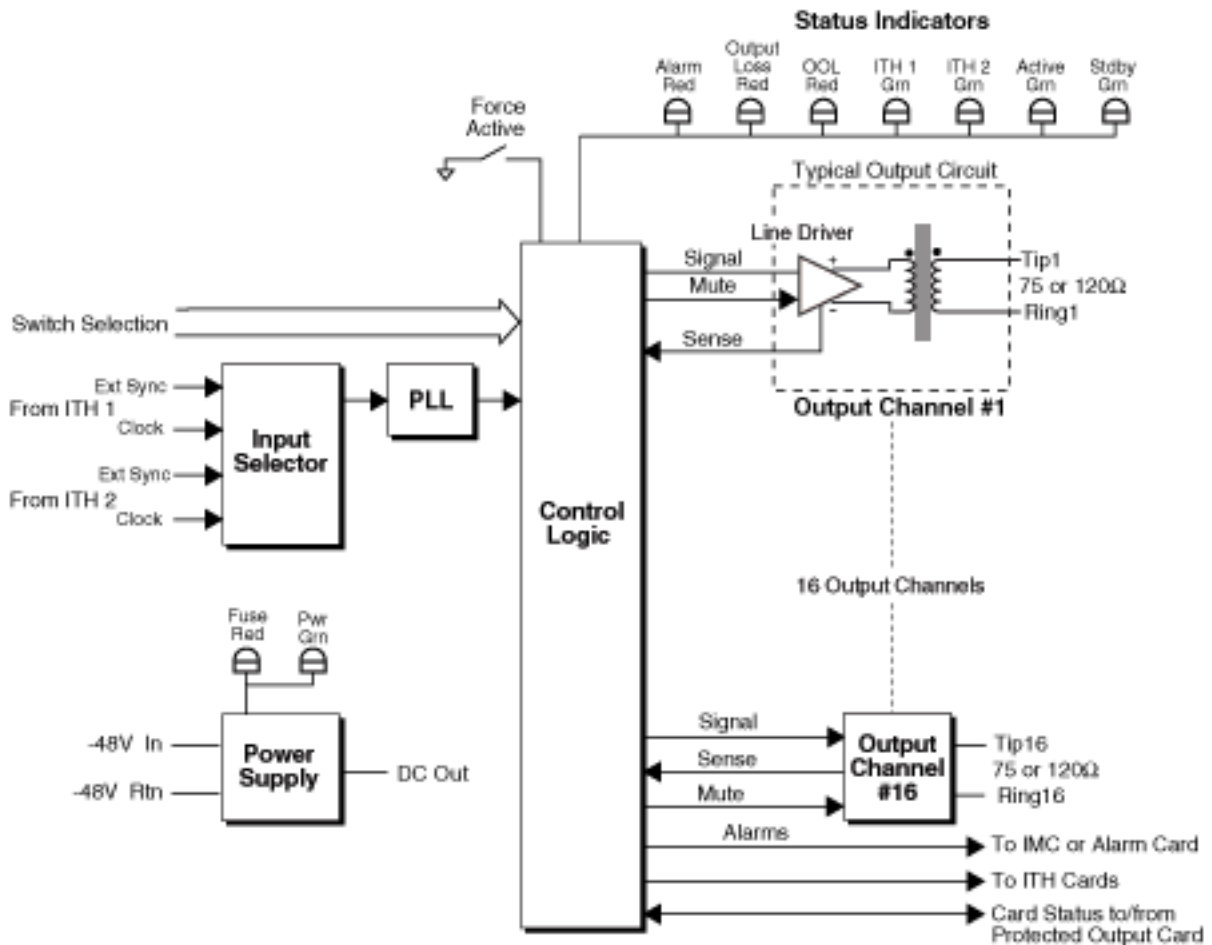 Status Indicators
Alarm
Red
Output
Loss
Red
OOL
Red
ITH 1
Grn
ITH 2
Grn
Active
Grn
Stdby
Grn
Force
Active
Typical Output Circuit
Line Driver
Signal
Mute
Sense
+
-
Tip1
75 or 120Ω
Ring1
Output Channel #1
Switch Selection
Ext Sync
From ITH 1
Clock
Ext Sync
From ITH 2
Clock
Input
Selector
PLL
Control
Logic
16 Output Channels
Fuse
Red
Pwr
Grn
-48V In
-48V Rtn
Power
Supply
DC Out
Signal
Sense
Mute
Output
Channel
#16
Tip16
75 or 120Ω
Ring16
Alarms
To IMC or Alarm Card
To ITH Cards
Card Status to/from
Protected Output Card